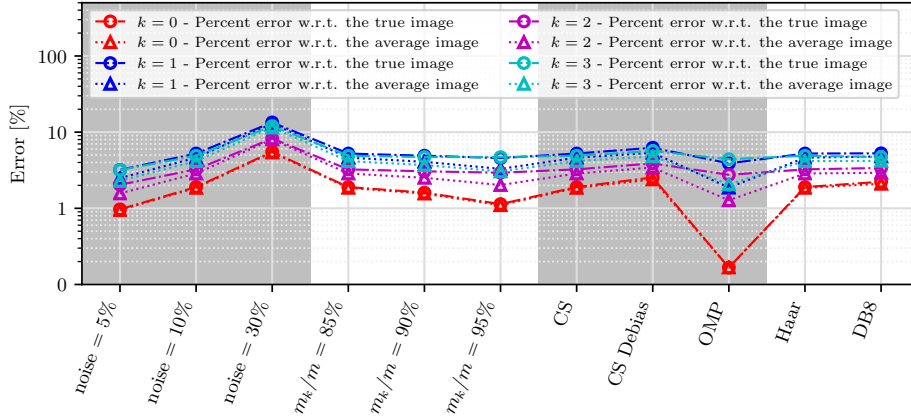 k = 0 - Percent error w.r.t. the true image
k = 0 - Percent error w.r.t. the average image
k = 1 - Percent error w.r.t. the true image
k = 1 - Percent error w.r.t. the average image
k = 2 - Percent error w.r.t. the true image
k = 2 - Percent error w.r.t. the average image
k = 3 - Percent error w.r.t. the true image
k = 3 - Percent error w.r.t. the average image
Error [%]
100
10
1
0
noise = 5%
noise = 10%
noise = 30%
m_k/m = 85%
m_k/m = 90%
m_k/m = 95%
CS
CS Debias
OMP
Haar
DB8